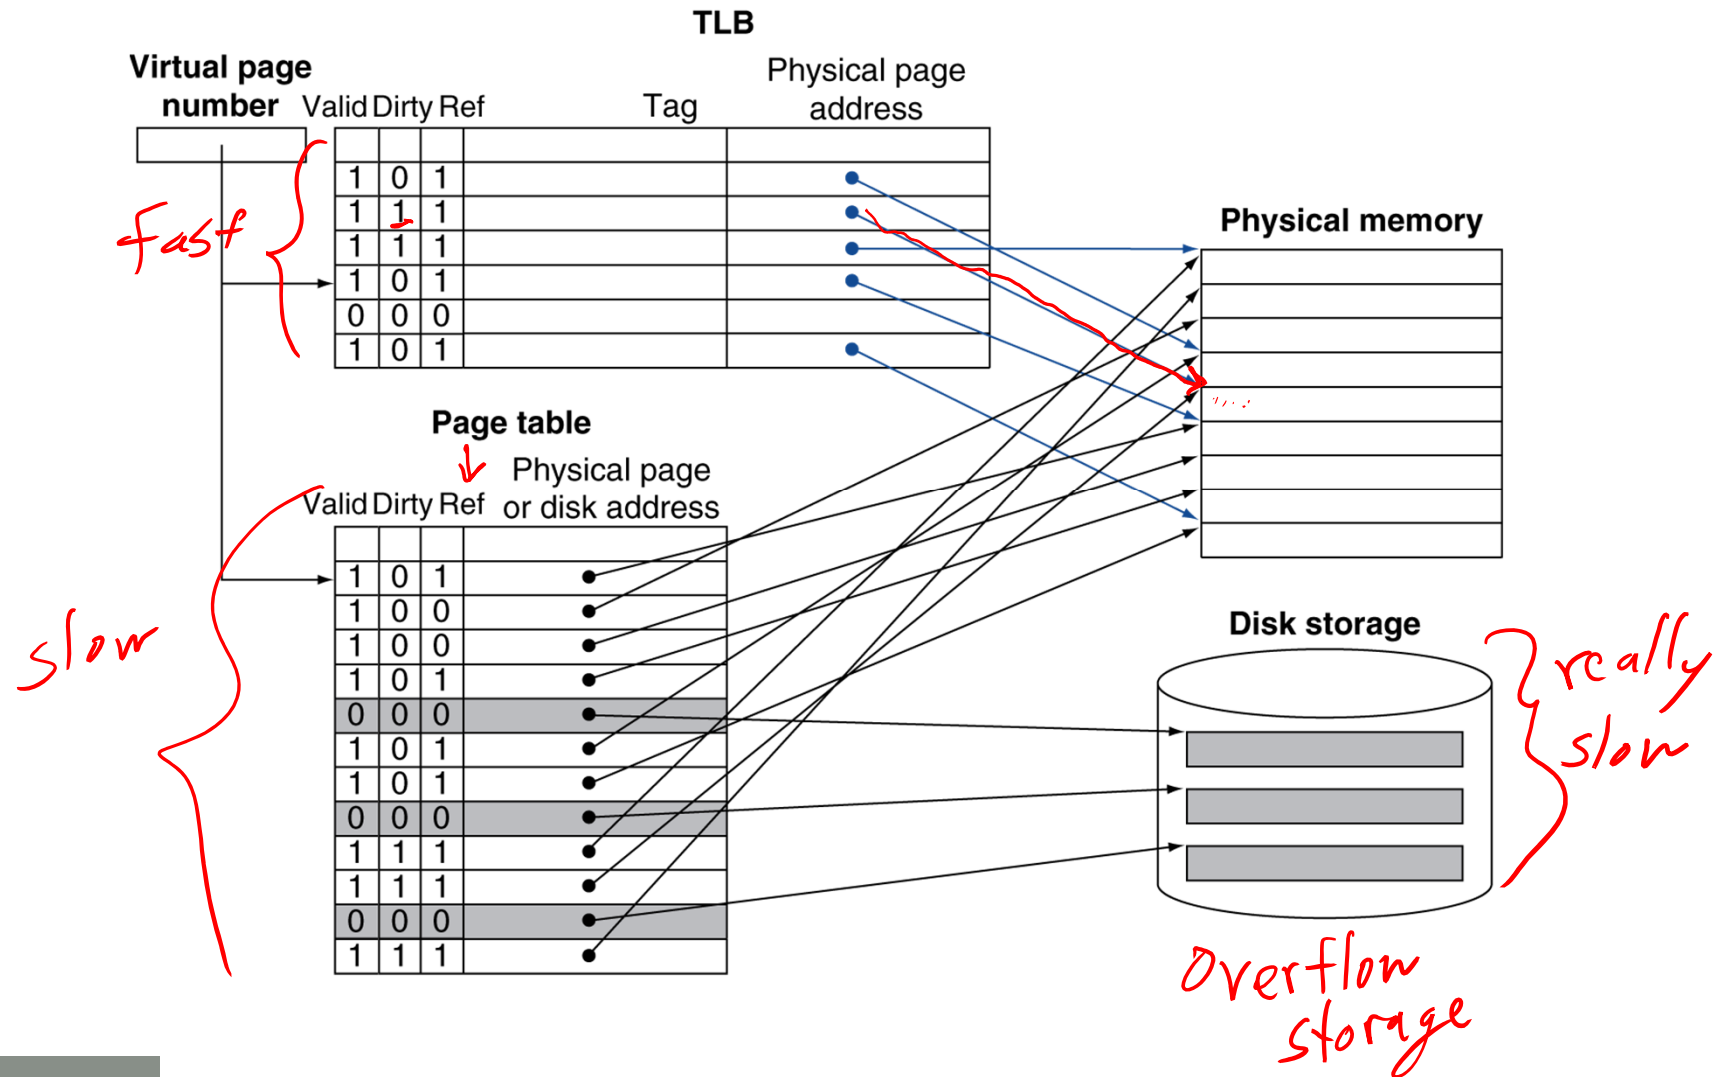 TLB
Virtual page
number
Valid Dirty Ref
Tag
Physical page
address
1 0 1
1 1 1
1 1 1
1 0 1
0 0 0
1 0 1
Fast
Physical memory
Page table
Valid Dirty Ref
Physical page
or disk address
1 0 1
1 0 0
1 0 0
1 0 1
0 0 0
1 0 1
1 0 1
0 0 0
1 1 1
1 1 1
0 0 0
1 1 1
slow
Disk storage
really
slow
Overflow
storage